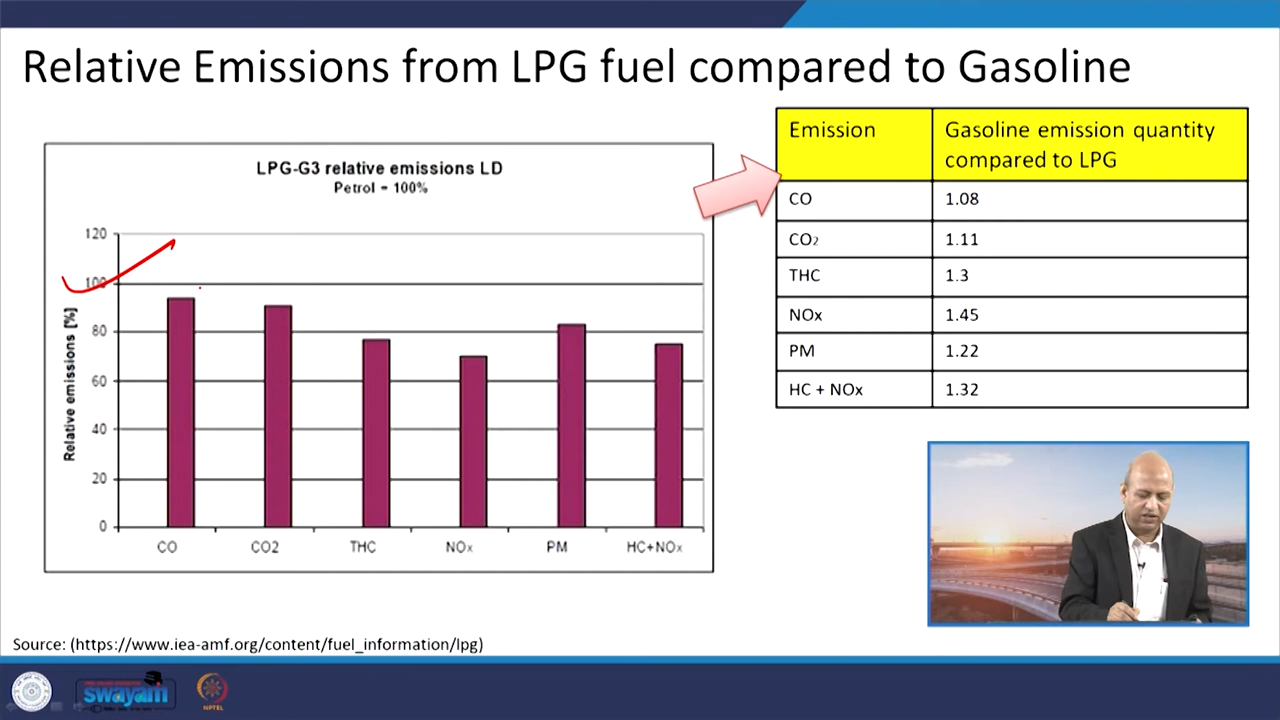 Relative Emissions from LPG fuel compared to Gasoline
LPG-G3 relative emissions LD
Petrol = 100%
Relative emissions [%]
120
100
80
60
40
20
0
CO CO2 THC NOx PM HC+NOx
Emission Gasoline emission quantity
compared to LPG
CO 1.08
CO2 1.11
THC 1.3
NOx 1.45
PM 1.22
HC + NOx 1.32
Source: (https://www.iea-amf.org/content/fuel_information/lpg)
swayam
NPTEL